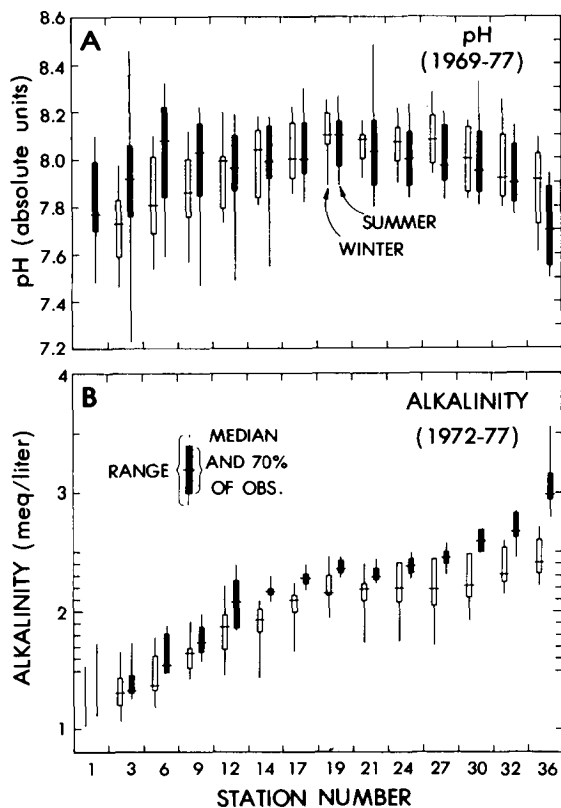 A
pH
(1969-77)
8.6
8.4
8.2
8.0
7.8
7.6
7.4
7.2
pH (absolute units)
SUMMER
WINTER
B
ALKALINITY
(1972-77)
RANGE
MEDIAN
AND 70%
OF OBS.
4
3
2
1
ALKALINITY (meq/liter)
1 3 6 9 12 14 17 19 21 24 27 30 32 36
STATION NUMBER